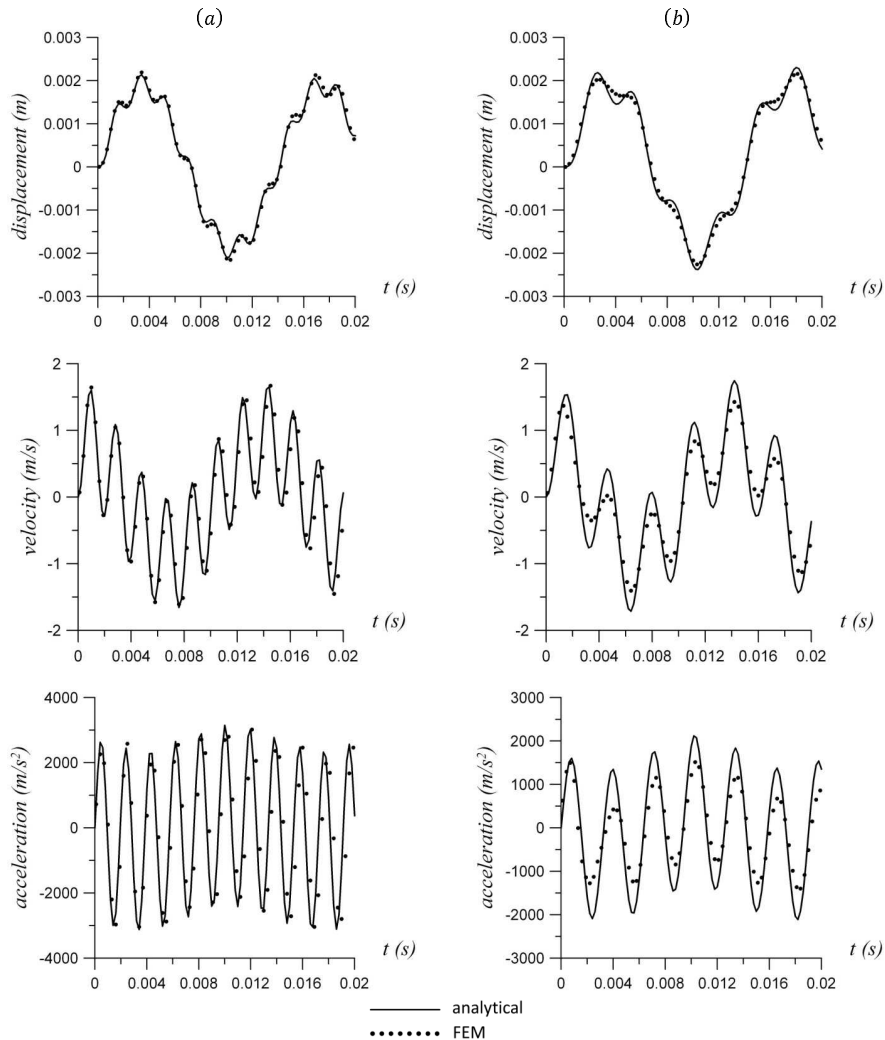 (a)
(b)
0.003
0.002
0.001
0
-0.001
-0.002
-0.003
displacement (m)
t (s)
0 0.004 0.008 0.012 0.016 0.02
0.003
0.002
0.001
0
-0.001
-0.002
-0.003
displacement (m)
t (s)
0 0.004 0.008 0.012 0.016 0.02
2
1
0
-1
-2
velocity (m/s)
t (s)
0 0.004 0.008 0.012 0.016 0.02
2
1
0
-1
-2
velocity (m/s)
t (s)
0 0.004 0.008 0.012 0.016 0.02
4000
2000
0
-2000
-4000
acceleration (m/s²)
t (s)
0 0.004 0.008 0.012 0.016 0.02
3000
2000
1000
0
-1000
-2000
-3000
acceleration (m/s²)
t (s)
0 0.004 0.008 0.012 0.016 0.02
analytical
FEM